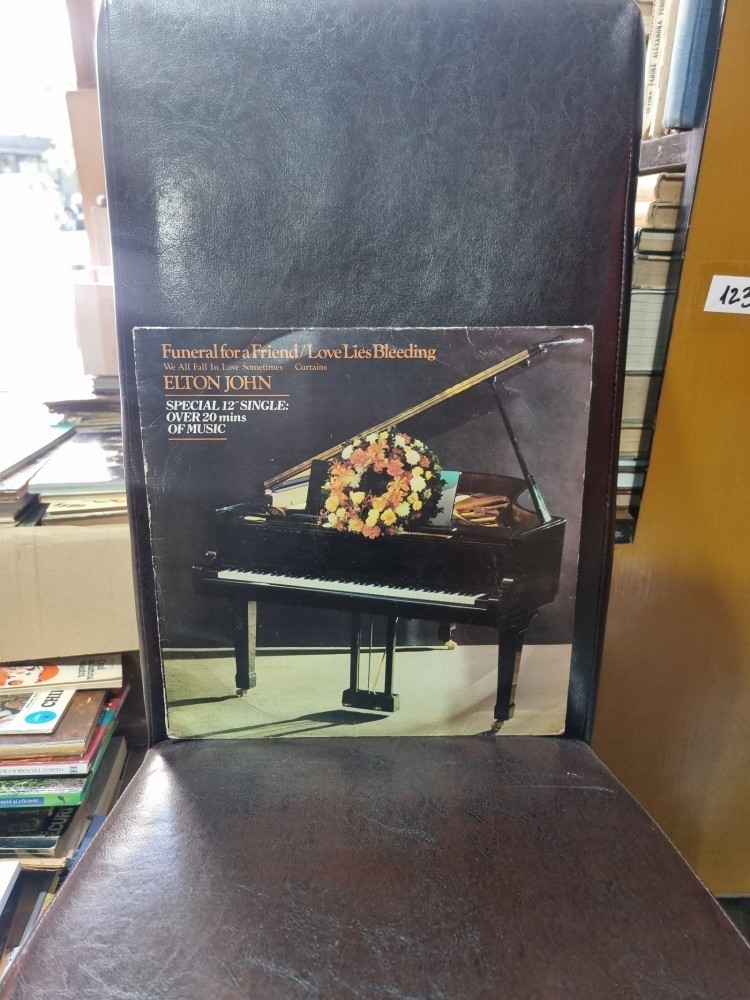 Funeral for a Friend/Love Lies Bleeding
We All Fall In Love Sometimes Curtains
ELTON JOHN
SPECIAL 12" SINGLE:
OVER 20 mins
OF MUSIC
123
CHI